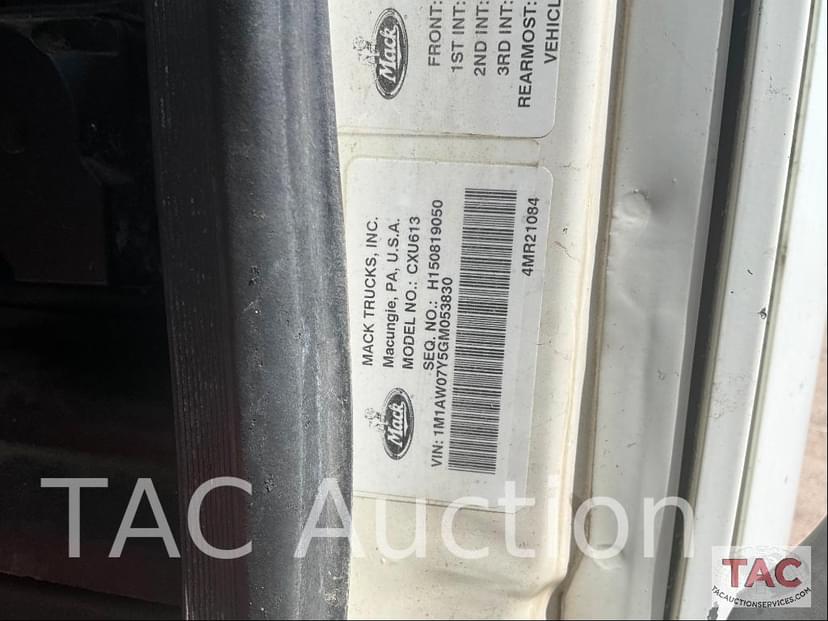 Mack
FRONT:
1ST INT:
2ND INT:
3RD INT:
REARMOST:
VEHICL
MACK TRUCKS, INC.
Macungie, PA, U.S.A.
MODEL NO.: CXU613
SEQ. NO.: H150819050
Mack
VIN: 1M1AW07Y5GM053830
4MR21084
TAC Auction
TAC
TACAUCTIONSERVICES.COM